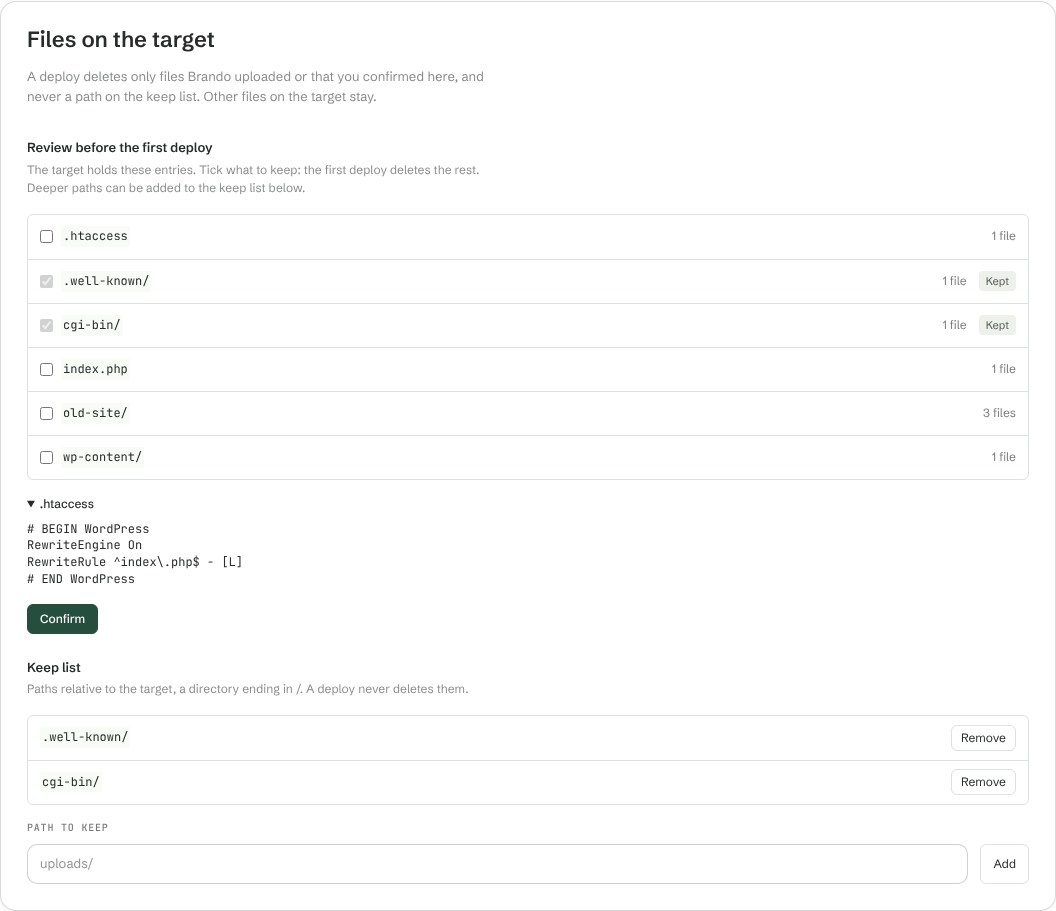 Files on the target
A deploy deletes only files Brando uploaded or that you confirmed here, and
never a path on the keep list. Other files on the target stay.
Review before the first deploy
The target holds these entries. Tick what to keep: the first deploy deletes the rest.
Deeper paths can be added to the keep list below.
.htaccess 1 file
.well-known/ 1 file Kept
cgi-bin/ 1 file Kept
index.php 1 file
old-site/ 3 files
wp-content/ 1 file
▼ .htaccess
# BEGIN WordPress
RewriteEngine On
RewriteRule ^index\.php$ - [L]
# END WordPress
Confirm
Keep list
Paths relative to the target, a directory ending in /. A deploy never deletes them.
.well-known/ Remove
cgi-bin/ Remove
PATH TO KEEP
uploads/ Add